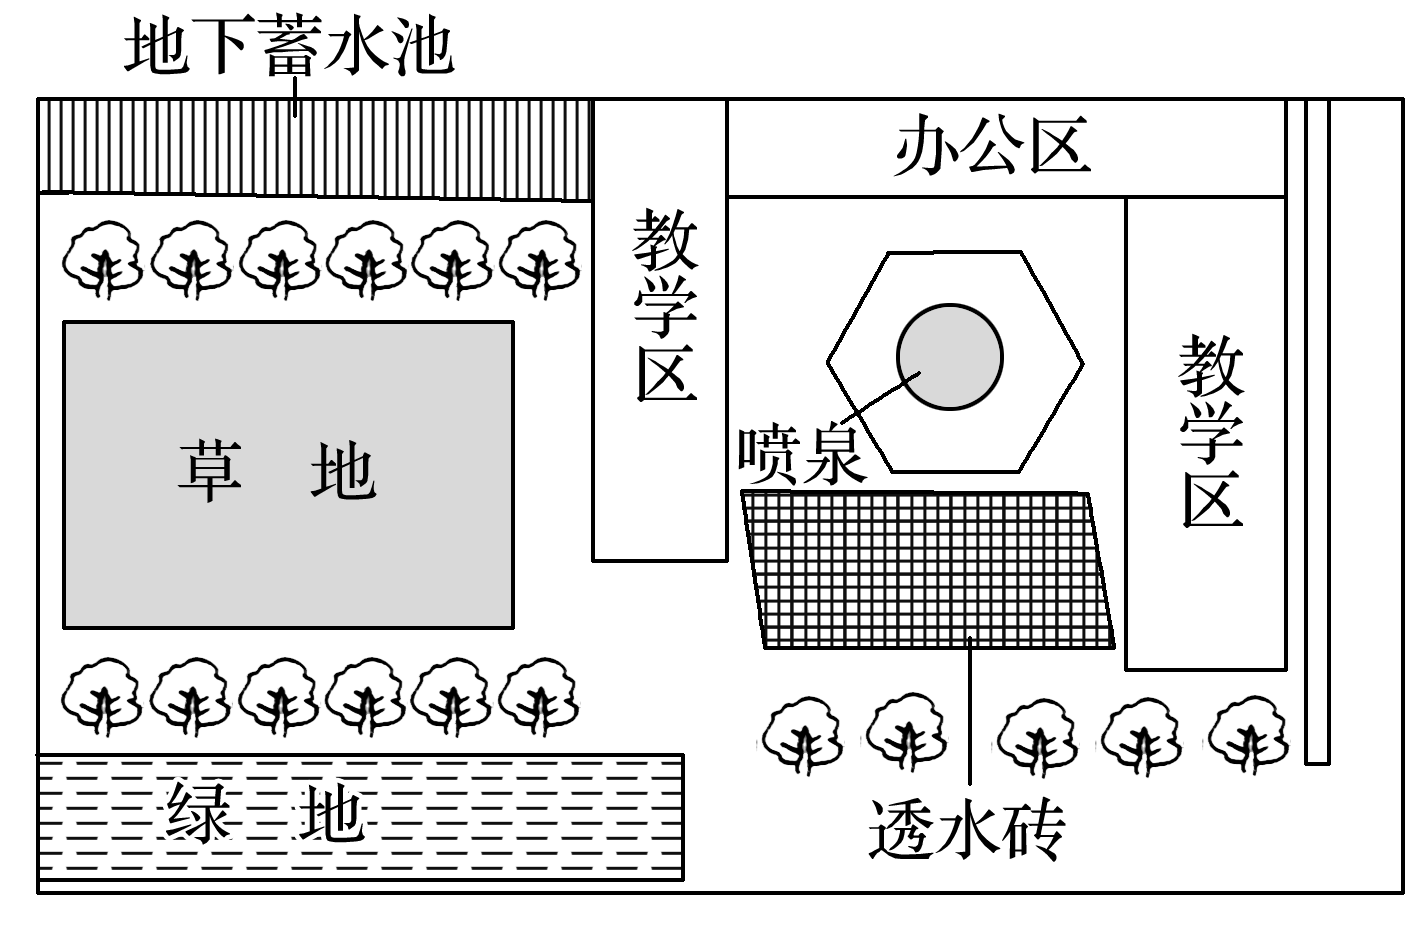 地下蓄水池
办公区
教学区
教学区
草 地
喷泉
绿 地
透水砖